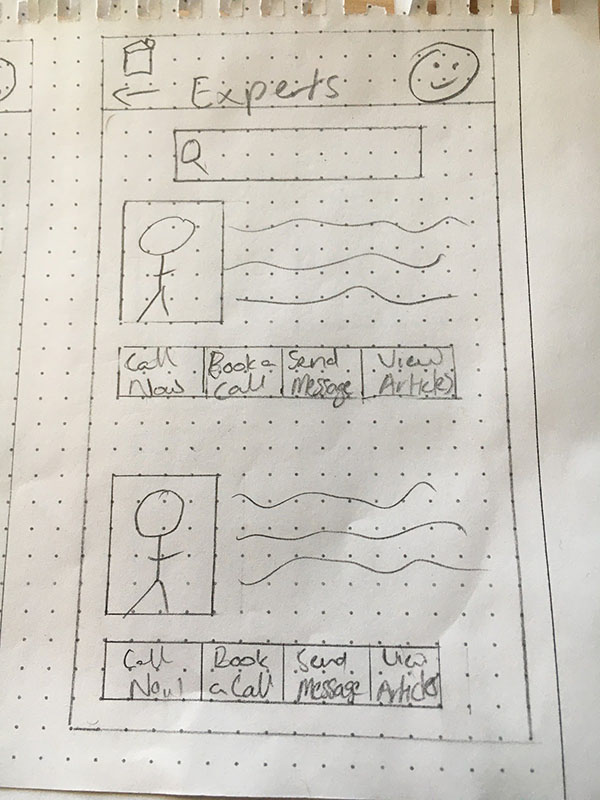 Experts
Call Now
Book a Call
Send Message
View Articles
Call Now!
Book a Call
Send Message
View Articles